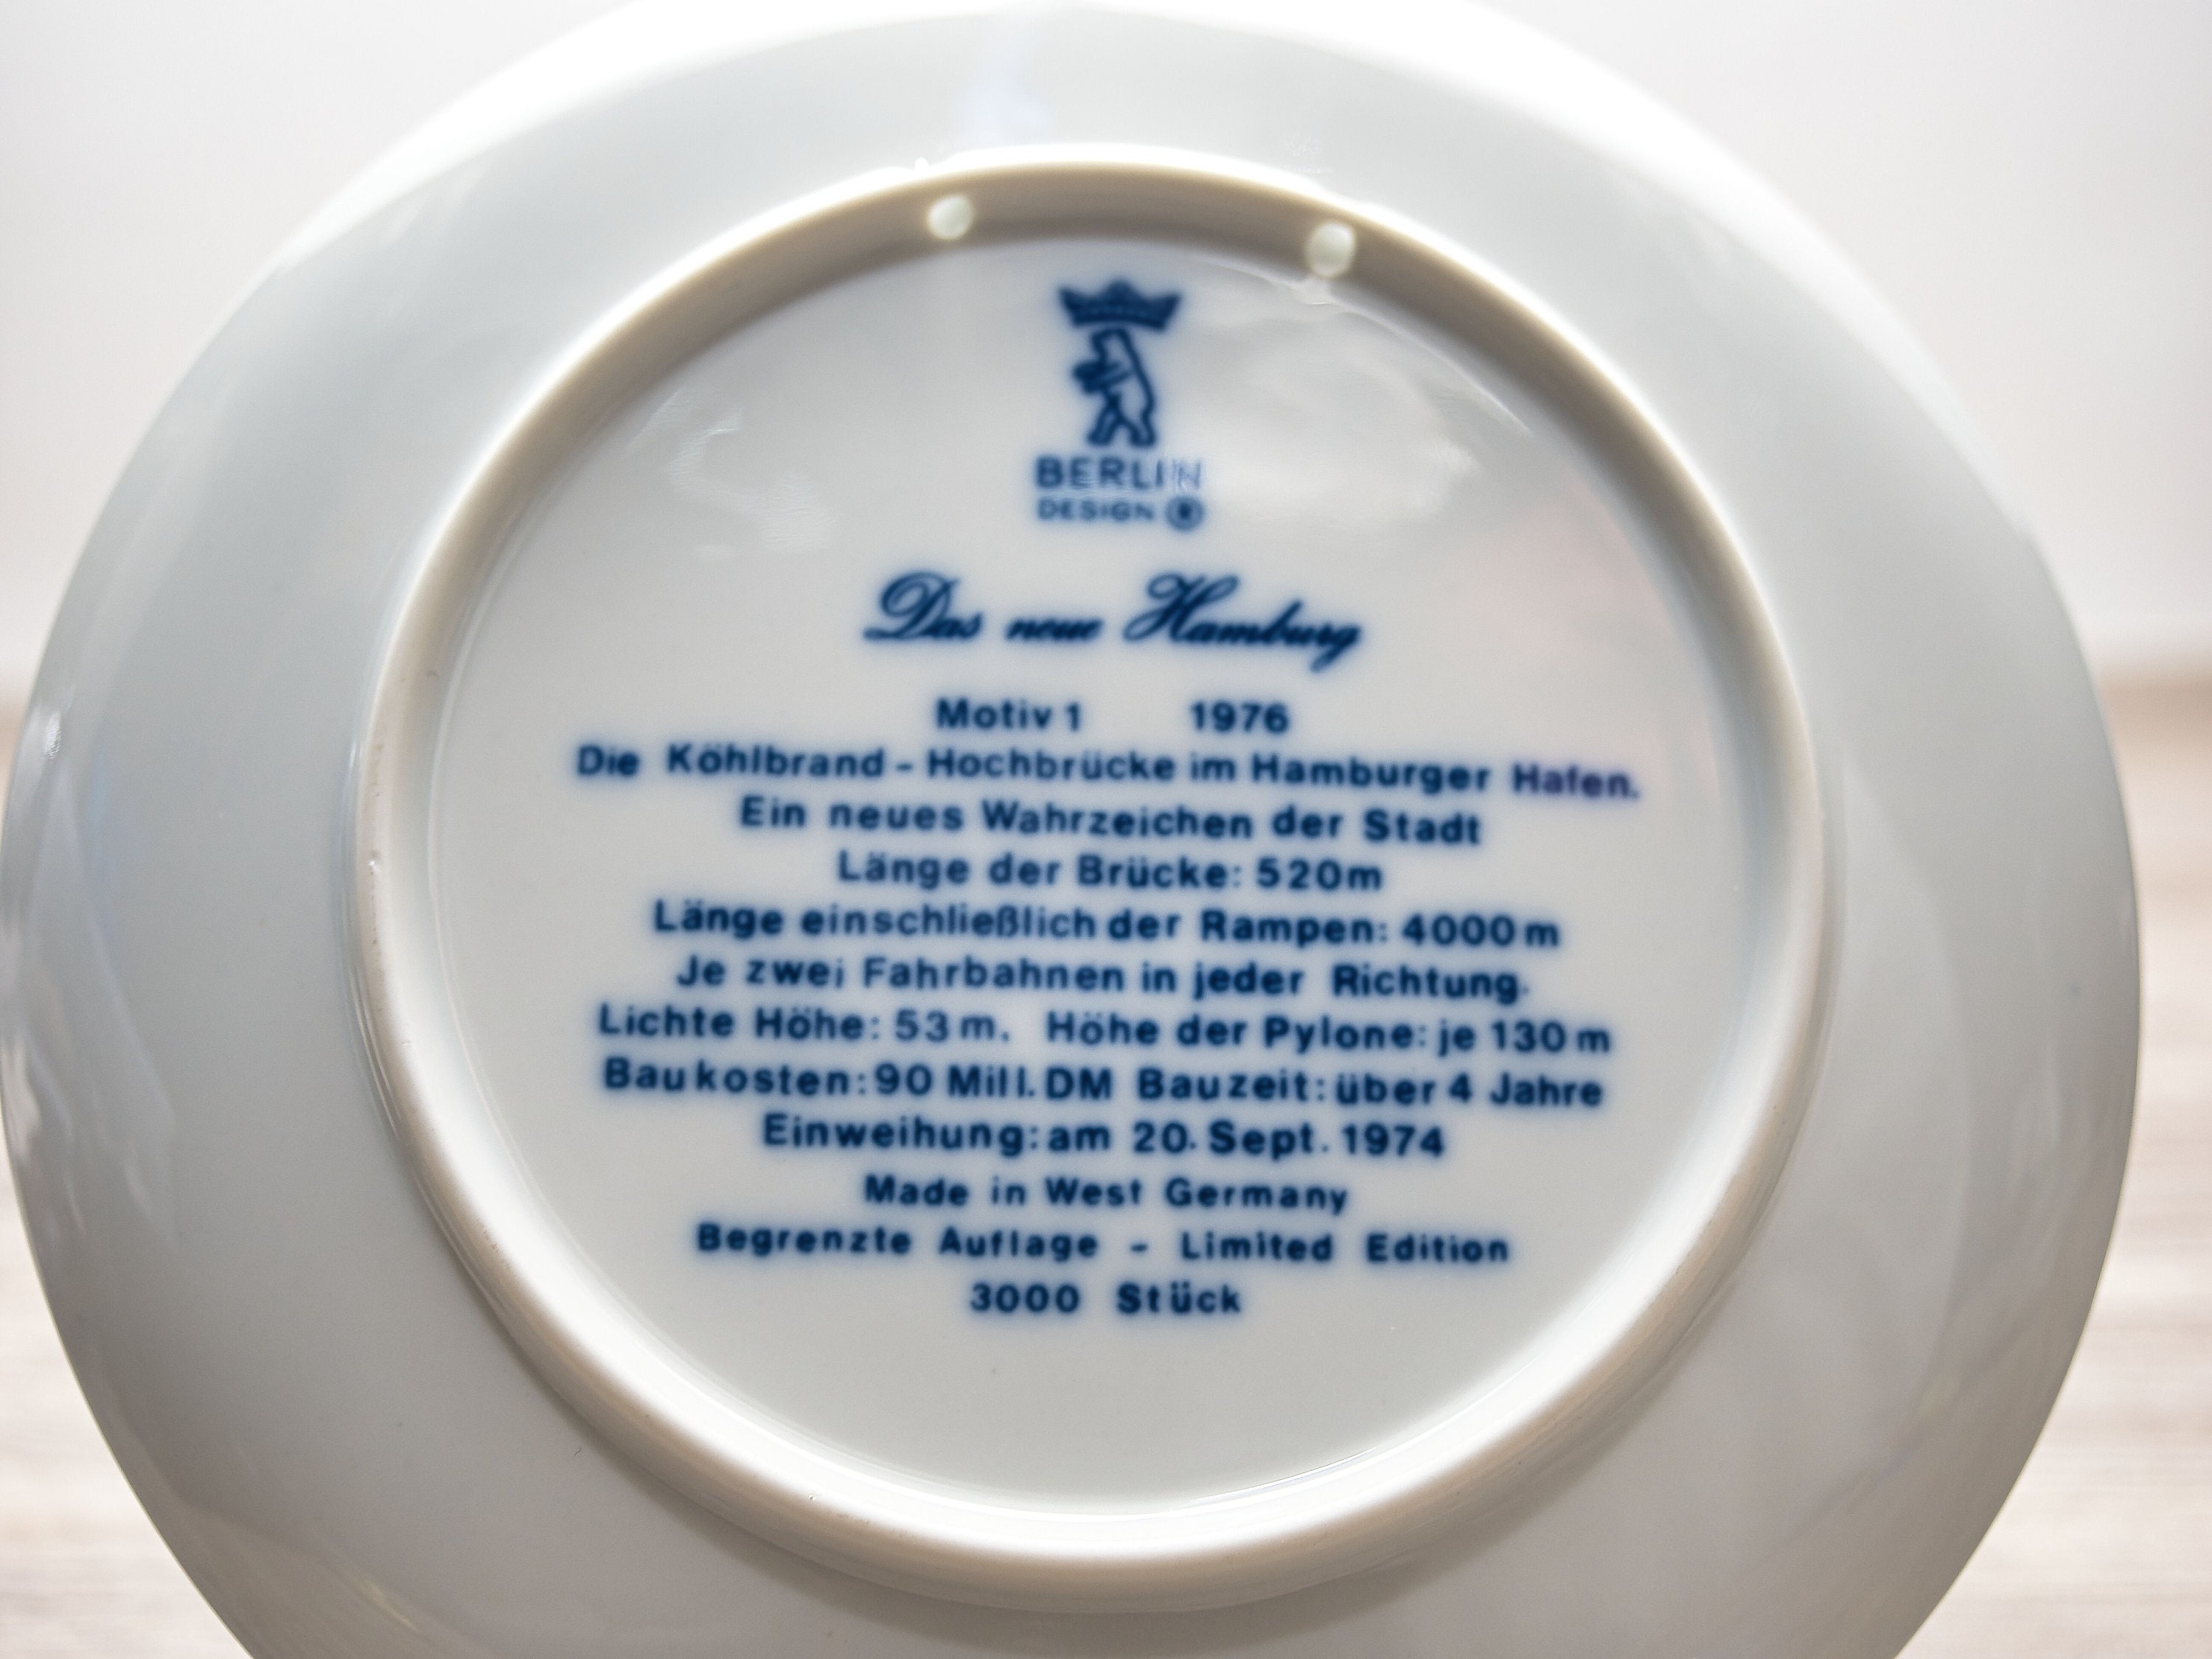 BERLIN
DESIGN ®
Das neue Hamburg
Motiv 1 1976
Die Köhlbrand - Hochbrücke im Hamburger Hafen.
Ein neues Wahrzeichen der Stadt
Länge der Brücke: 520m
Länge einschließlich der Rampen: 4000m
Je zwei Fahrbahnen in jeder Richtung.
Lichte Höhe: 53m. Höhe der Pylone: je 130m
Baukosten: 90 Mill. DM Bauzeit: über 4 Jahre
Einweihung: am 20. Sept. 1974
Made in West Germany
Begrenzte Auflage - Limited Edition
3000 Stück